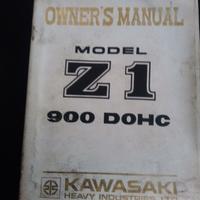 OWNER'S MANUAL
MODEL
Z1
900 DOHC
KAWASAKI
HEAVY INDUSTRIES, LTD.